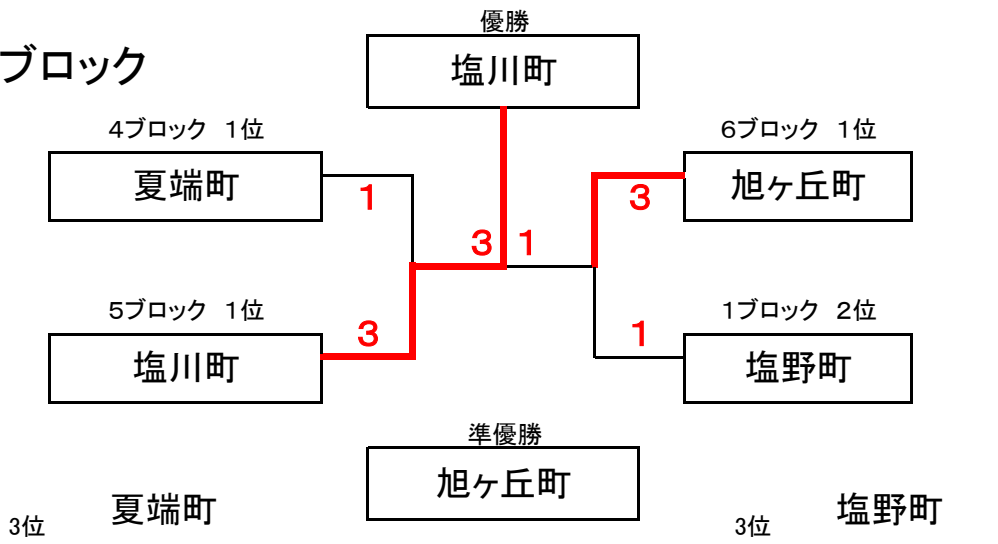 優勝
塩川町
ブロック
4ブロック　1位
夏端町
6ブロック　1位
旭ヶ丘町
1
3
3 1
5ブロック　1位
塩川町
3
1ブロック　2位
塩野町
1
準優勝
旭ヶ丘町
3位 夏端町
3位 塩野町